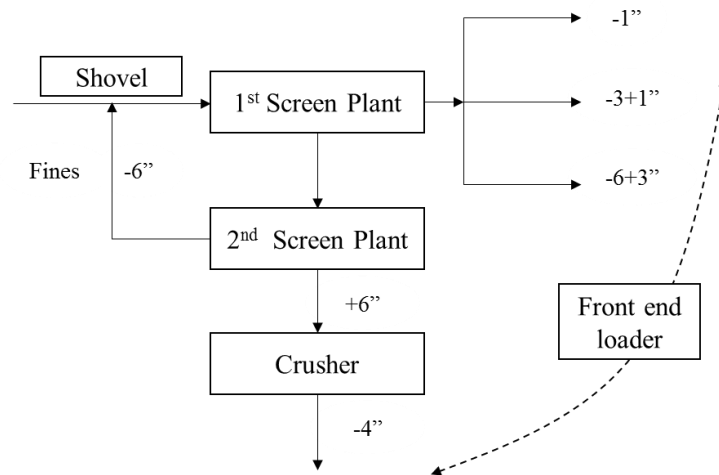 -1”
Shovel
1st Screen Plant
-3+1”
Fines
-6”
-6+3”
2nd Screen Plant
+6”
Front end
loader
Crusher
-4”